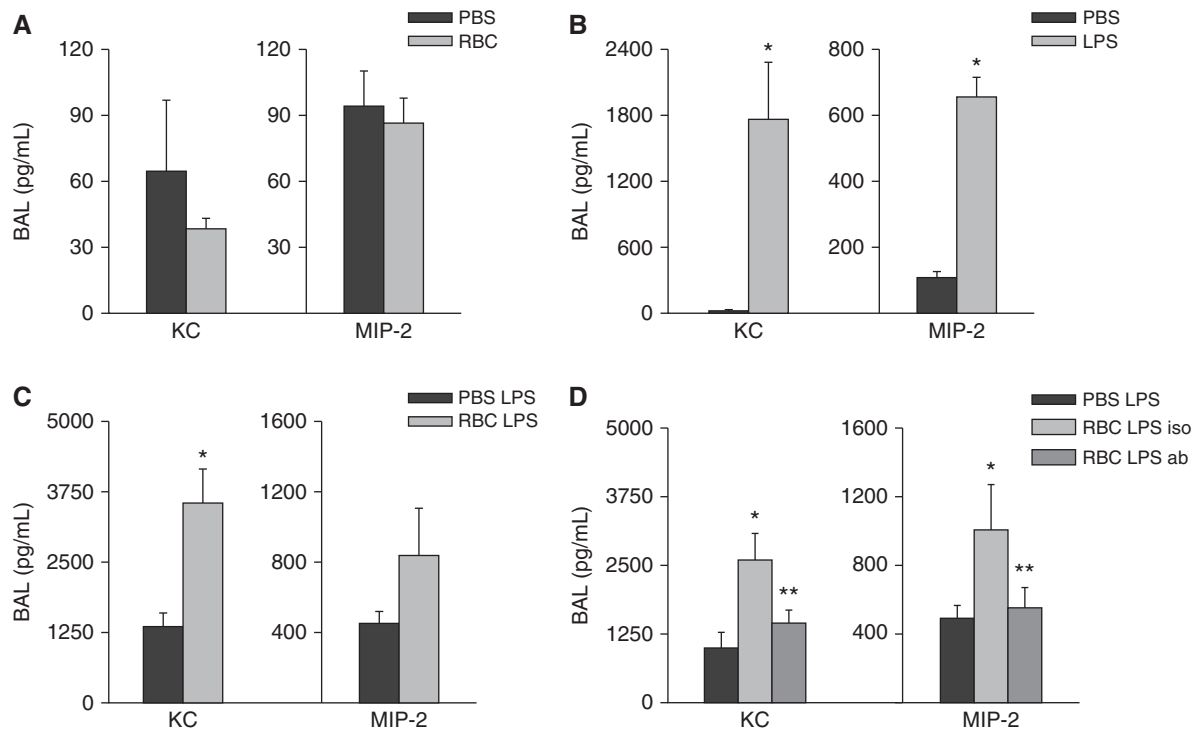 A
PBS
RBC
BAL (pg/mL)
120
90
60
30
0
KC
120
90
60
30
MIP-2
B
PBS
LPS
BAL (pg/mL)
2400
1800
1200
600
0
*
KC
800
600
400
200
*
MIP-2
C
PBS LPS
RBC LPS
BAL (pg/mL)
5000
3750
2500
1250
0
*
KC
1600
1200
800
400
MIP-2
D
PBS LPS
RBC LPS iso
RBC LPS ab
BAL (pg/mL)
5000
3750
2500
1250
0
*
**
KC
1600
1200
800
400
*
**
MIP-2